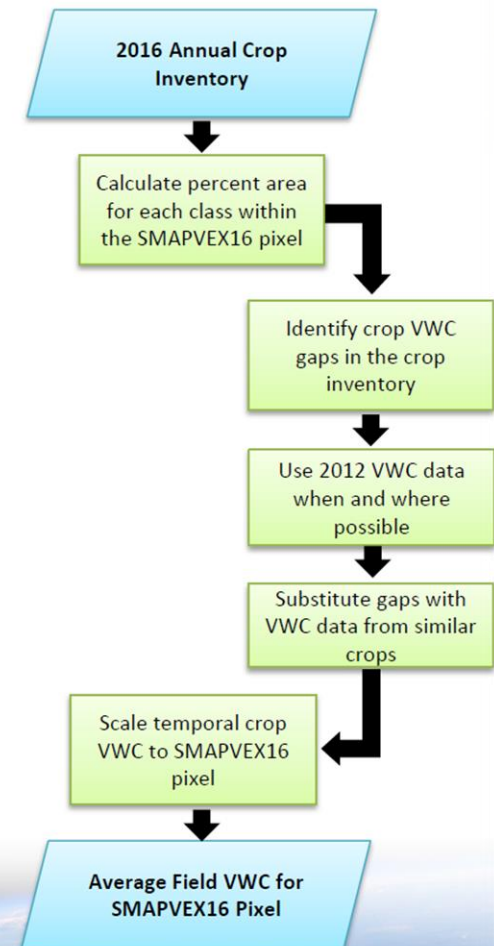 2016 Annual Crop
Inventory
Calculate percent area
for each class within
the SMAPVEX16 pixel
Identify crop VWC
gaps in the crop
inventory
Use 2012 VWC data
when and where
possible
Substitute gaps with
VWC data from similar
crops
Scale temporal crop
VWC to SMAPVEX16
pixel
Average Field VWC for
SMAPVEX16 Pixel